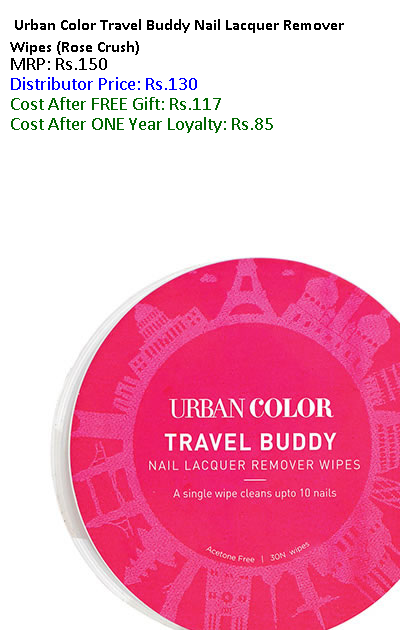 Urban Color Travel Buddy Nail Lacquer Remover
Wipes (Rose Crush)
MRP: Rs.150
Distributor Price: Rs.130
Cost After FREE Gift: Rs.117
Cost After ONE Year Loyalty: Rs.85
URBAN COLOR
TRAVEL BUDDY
NAIL LACQUER REMOVER WIPES
A single wipe cleans upto 10 nails
Acetone Free | 30N wipes